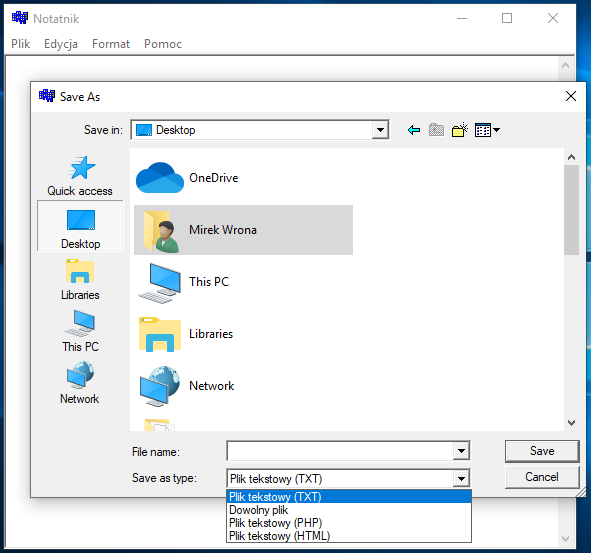 Notatnik
Plik Edycja Format Pomoc
Save As
Save in: Desktop
Quick access
Desktop
Libraries
This PC
Network
OneDrive
Mirek Wrona
This PC
Libraries
Network
File name: Save
Save as type: Plik tekstowy (TXT) Cancel
Plik tekstowy (TXT)
Dowolny plik
Plik tekstowy (PHP)
Plik tekstowy (HTML)